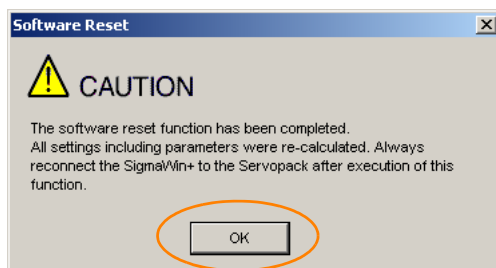 Software Reset
CAUTION
The software reset function has been completed.
All settings including parameters were re-calculated. Always
reconnect the SigmaWin+ to the Servopack after execution of this
function.
OK